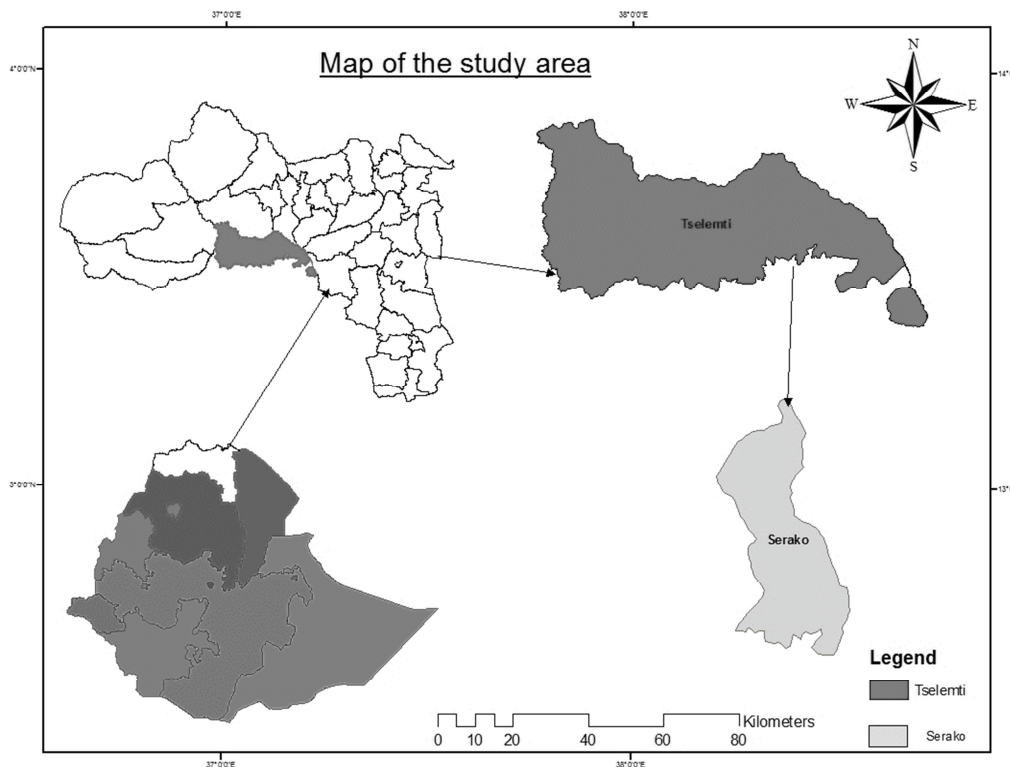 37°0'0"E
38°0'0"E
4°0'0"N
14°
Map of the study area
N
W
E
S
Tselemti
3°0'0"N
13°
Serako
Legend
Tselemti
Serako
Kilometers
0 5 10 20 40 60 80
37°0'0"E
38°0'0"E